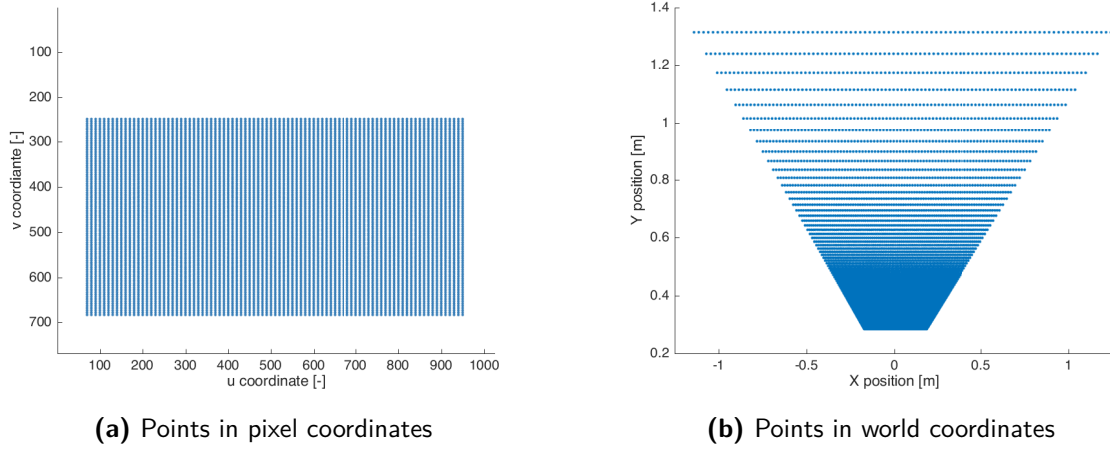 100
200
300
400
500
600
700
v coordiante [-]
100 200 300 400 500 600 700 800 900 1000
u coordinate [-]
(a) Points in pixel coordinates
1.4
1.2
1
0.8
0.6
0.4
0.2
Y position [m]
-1 -0.5 0 0.5 1
X position [m]
(b) Points in world coordinates